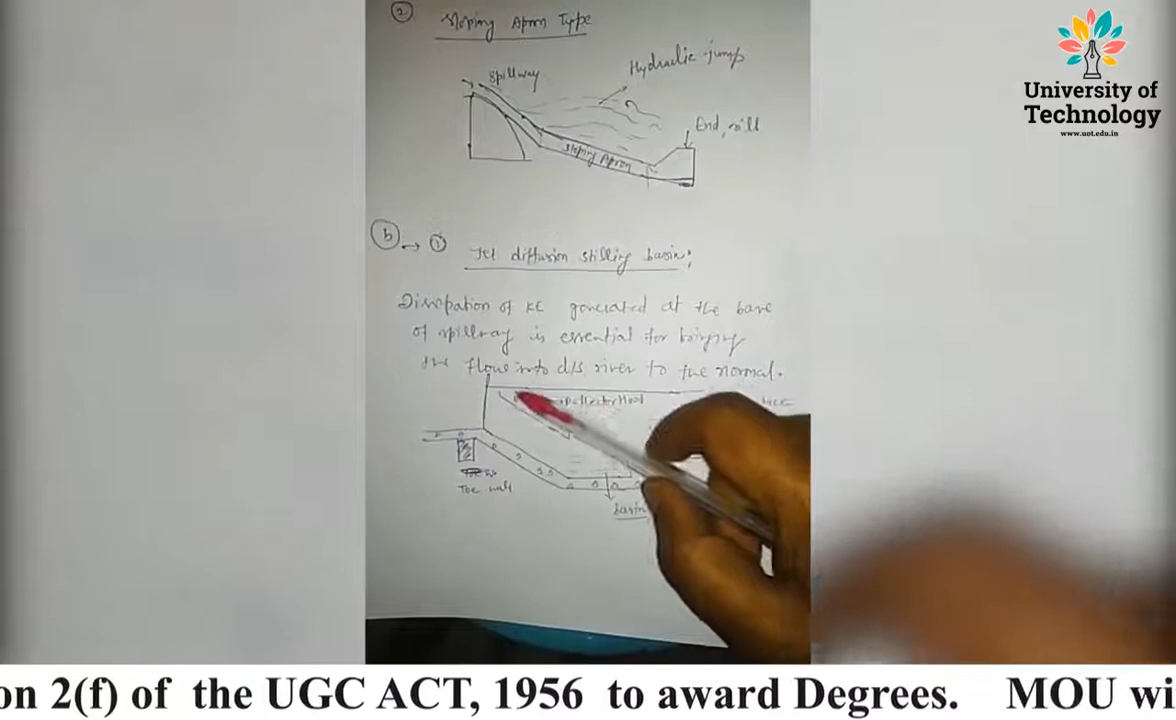 ② Sloping Apron Type
Spillway
Hydraulic jump
End sill
Sloping Apron
ⓑ → ① Jet diffusion stilling basin;
Dissipation of KE generated at the base
of spillway is essential for bringing
the flow into d/s river to the normal.
Hood
Toe wall
basin
University of
Technology
www.uot.edu.in
on 2(f) of the UGC ACT, 1956 to award Degrees. MOU wi